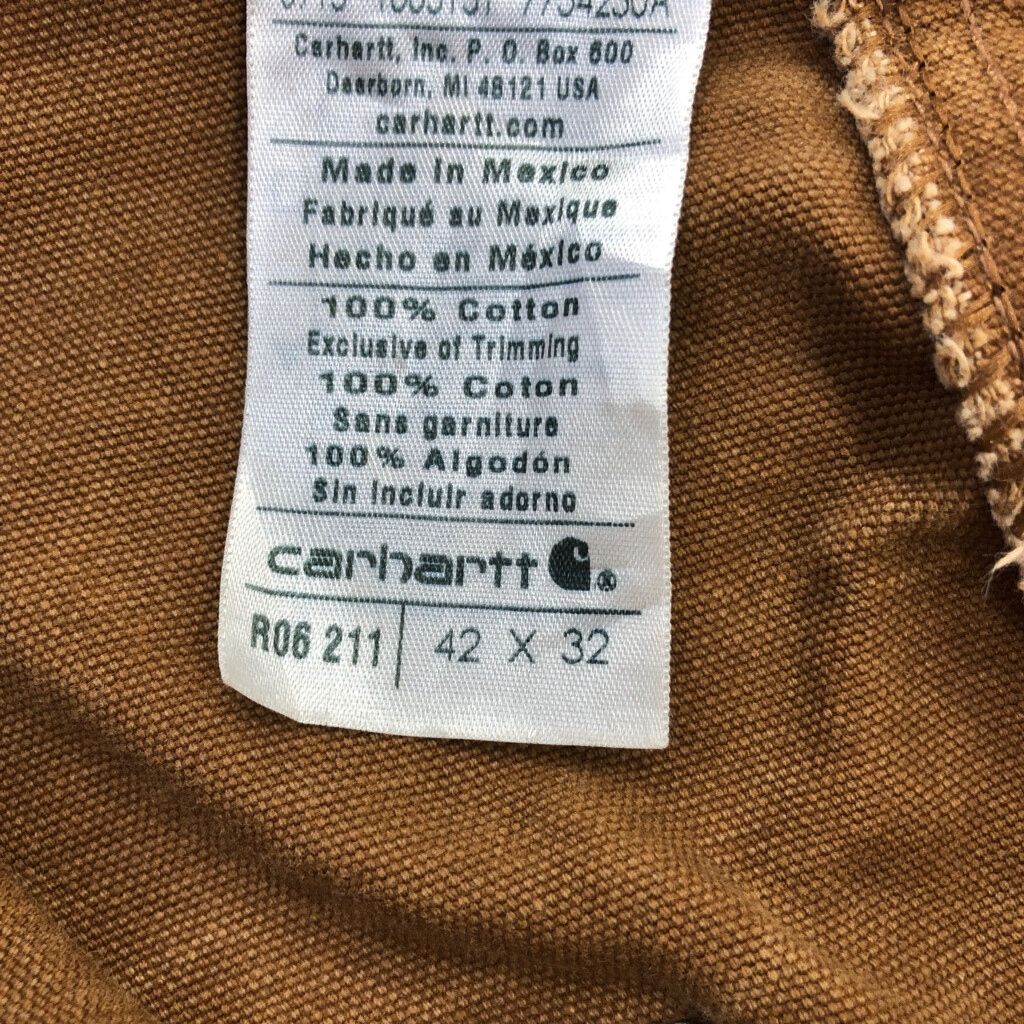 Carhartt, Inc. P. O. Box 600
Dearborn, MI 48121 USA
carhartt.com
Made In Mexico
Fabriqué au Mexique
Hecho en México
100% Cotton
Exclusive of Trimming
100% Coton
Sans garniture
100% Algodón
Sin Incluir adorno
carhartt ®
R06 211 42 X 32